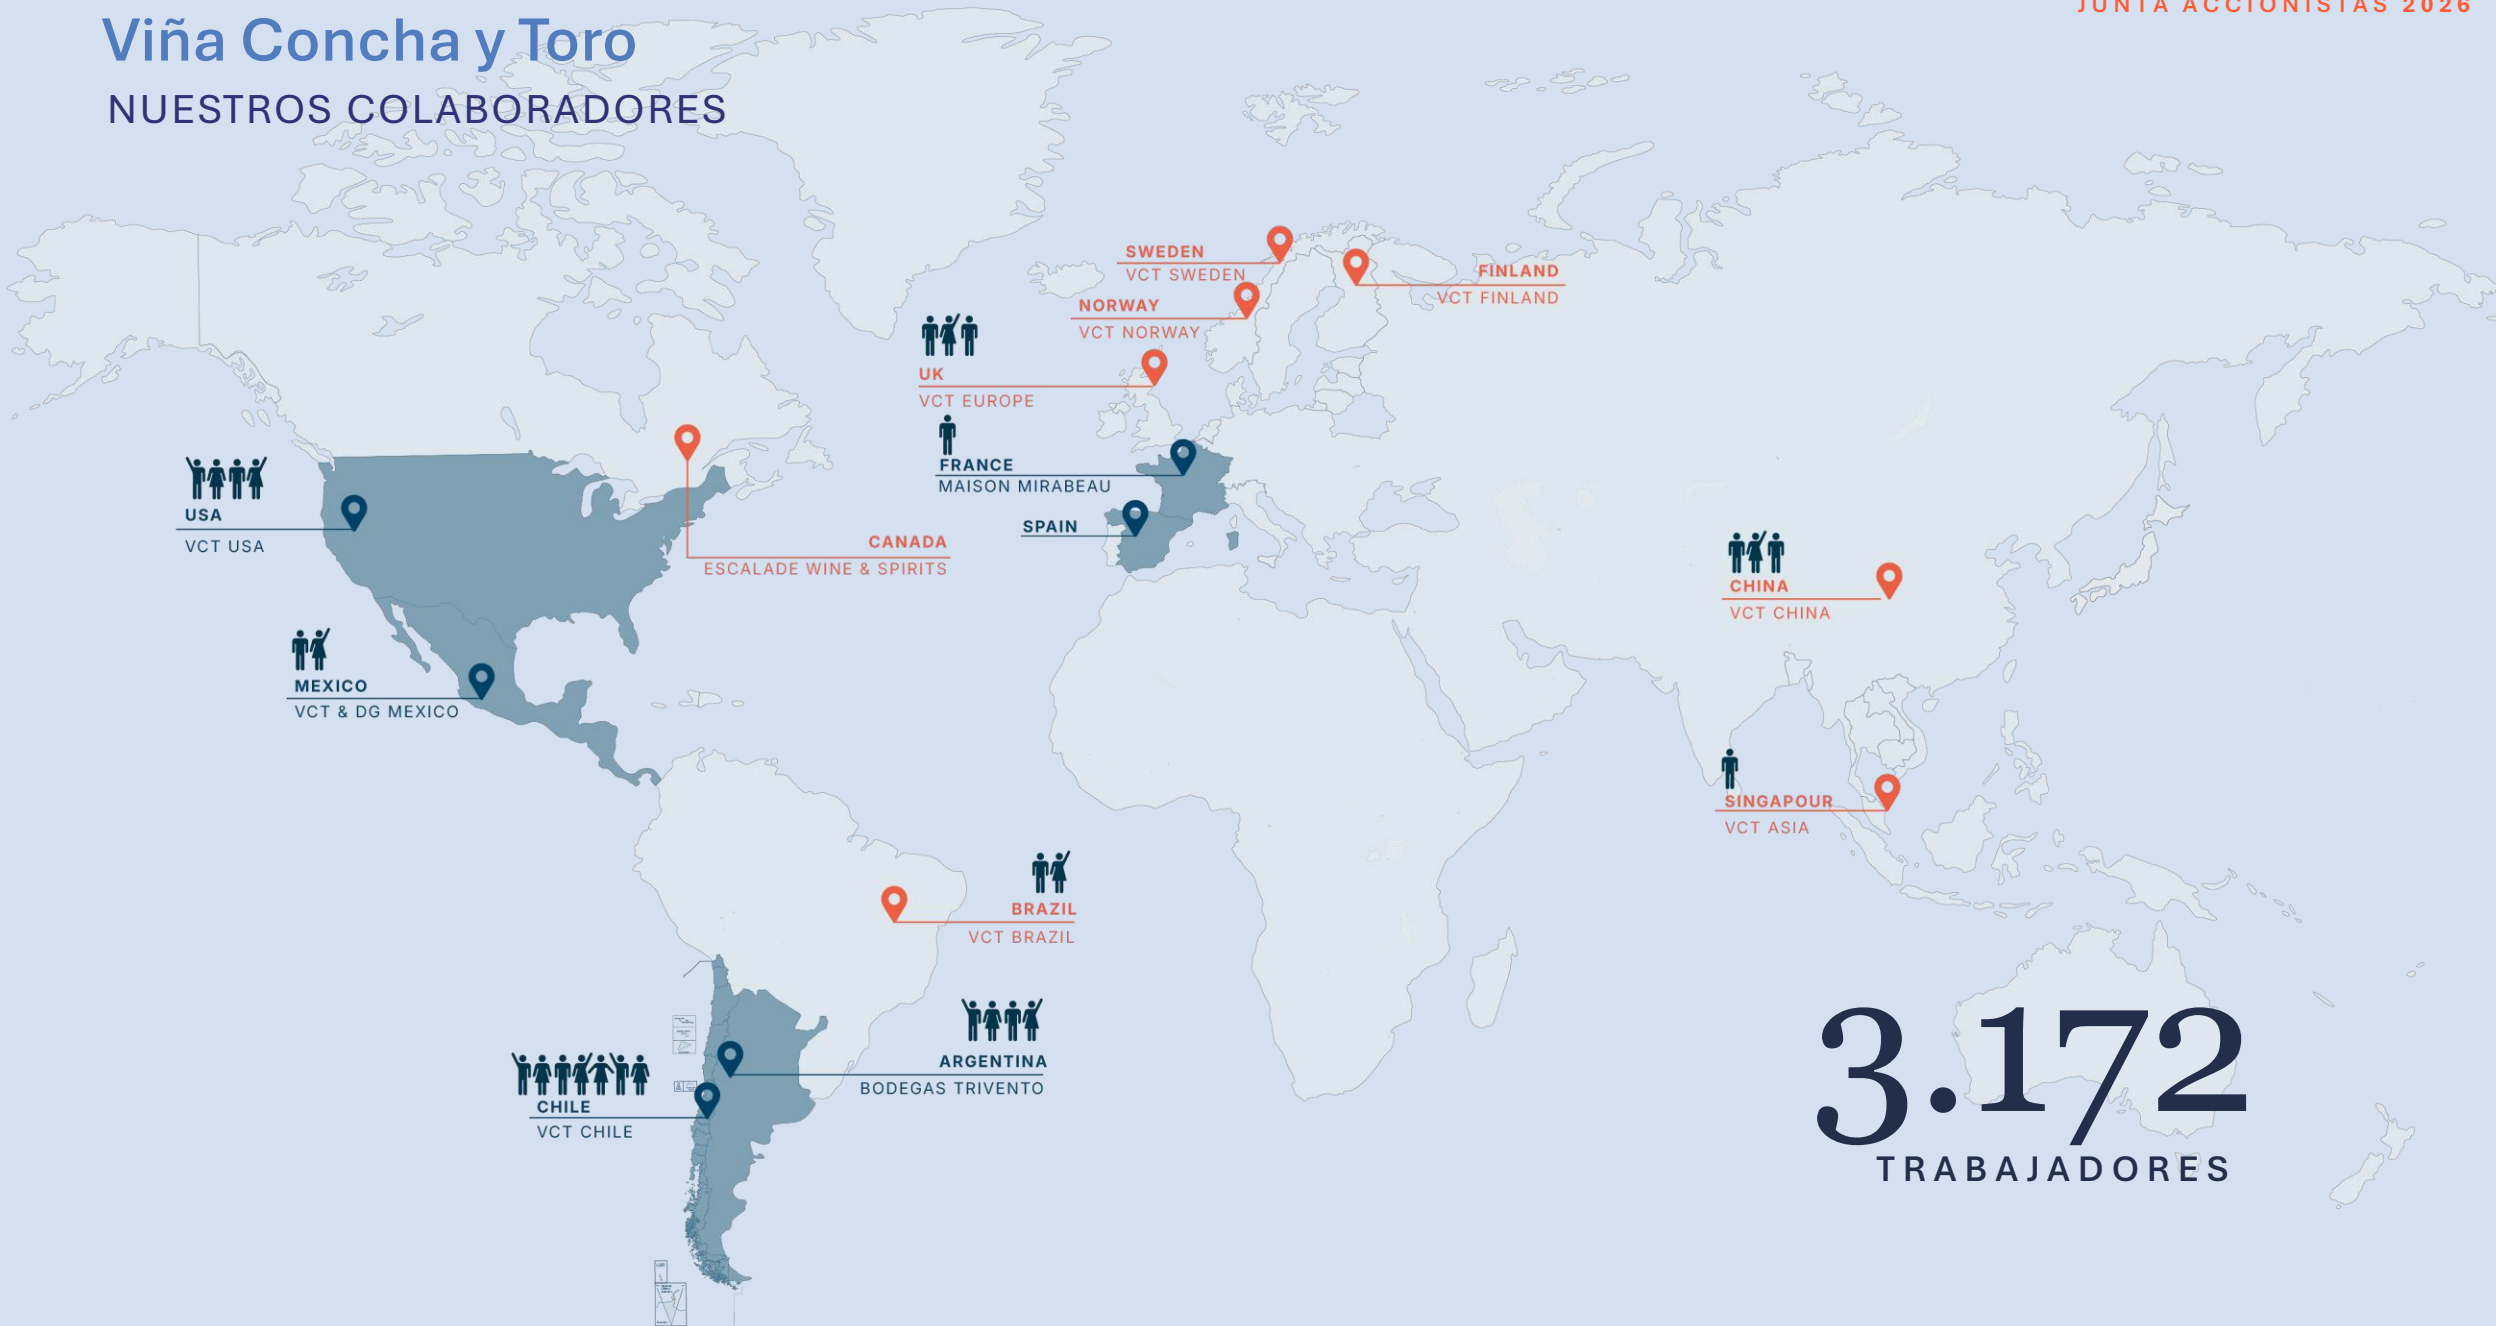 JUNTA ACCIONISTAS 2026
Viña Concha y Toro
NUESTROS COLABORADORES
SWEDEN
VCT SWEDEN
FINLAND
VCT FINLAND
NORWAY
VCT NORWAY
UK
VCT EUROPE
FRANCE
MAISON MIRABEAU
SPAIN
USA
VCT USA
CANADA
ESCALADE WINE & SPIRITS
CHINA
VCT CHINA
MEXICO
VCT & DG MEXICO
SINGAPOUR
VCT ASIA
BRAZIL
VCT BRAZIL
ARGENTINA
BODEGAS TRIVENTO
CHILE
VCT CHILE
3.172
TRABAJADORES